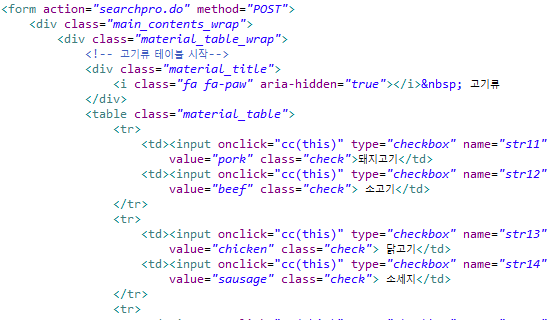 <form action="searchpro.do" method="POST">
<div class="main_contents_wrap">
<div class="material_table_wrap">
<!-- 고기류 테이블 시작-->
<div class="material_title">
<i class="fa fa-paw" aria-hidden="true"></i>&nbsp; 고기류
</div>
<table class="material_table">
<tr>
<td><input onclick="cc(this)" type="checkbox" name="str11"
value="pork" class="check">돼지고기</td>
<td><input onclick="cc(this)" type="checkbox" name="str12"
value="beef" class="check"> 소고기</td>
</tr>
<tr>
<td><input onclick="cc(this)" type="checkbox" name="str13"
value="chicken" class="check"> 닭고기</td>
<td><input onclick="cc(this)" type="checkbox" name="str14"
value="sausage" class="check"> 소세지</td>
</tr>
<tr>